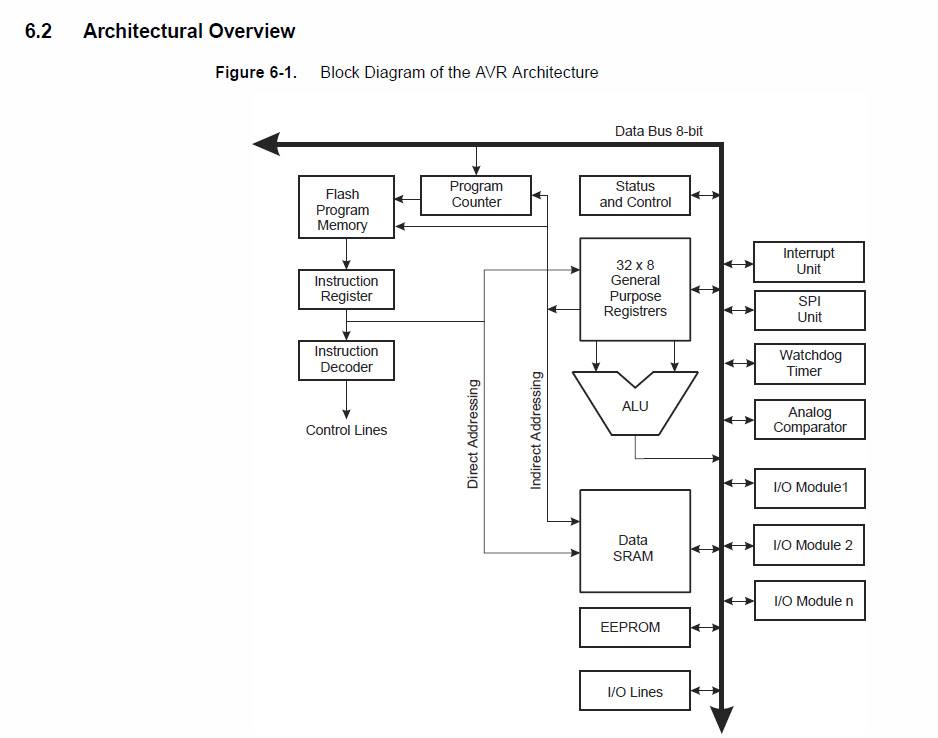 6.2 Architectural Overview
Figure 6-1. Block Diagram of the AVR Architecture
Data Bus 8-bit
Flash
Program
Memory
Program
Counter
Status
and Control
Instruction
Register
32 x 8
General
Purpose
Registrers
Interrupt
Unit
SPI
Unit
Instruction
Decoder
Watchdog
Timer
Control Lines
Direct Addressing
Indirect Addressing
ALU
Analog
Comparator
I/O Module1
Data
SRAM
I/O Module 2
I/O Module n
EEPROM
I/O Lines